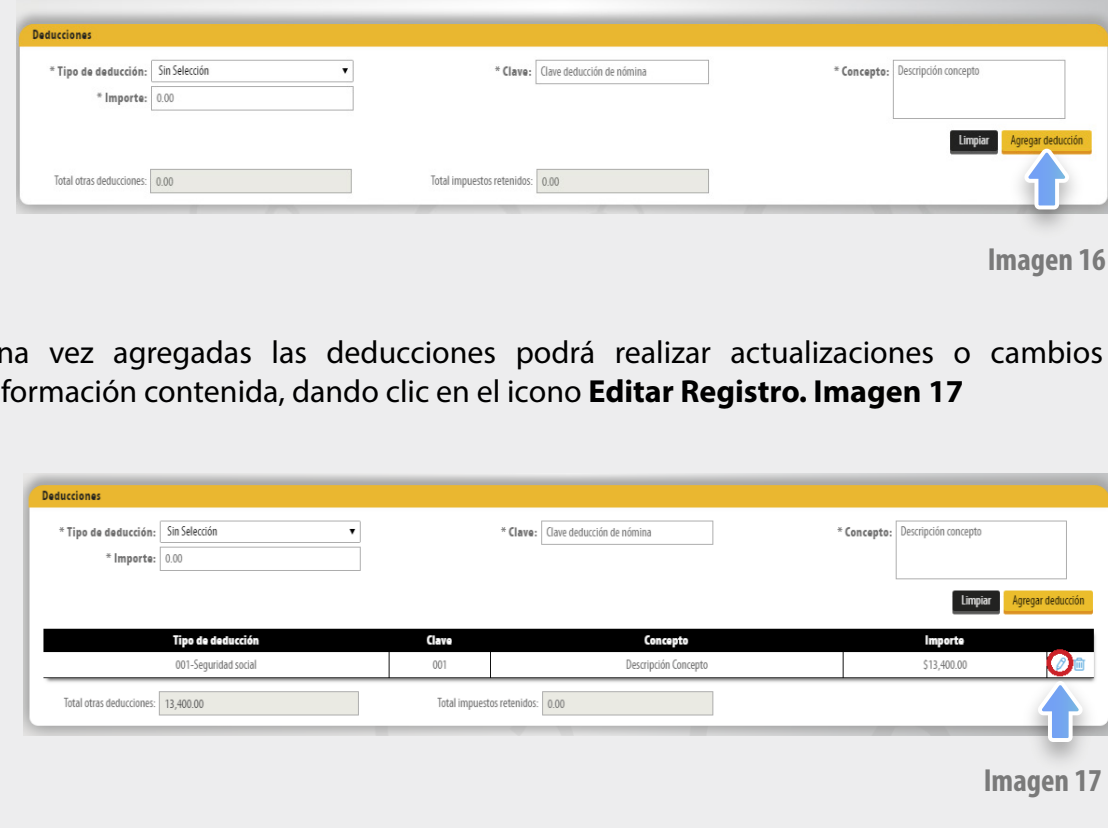 Deducciones
* Tipo de deducción: Sin Selección * Clave: Clave deducción de nómina * Concepto: Descripción concepto
* Importe: 0.00
Limpiar Agregar deducción
Total otras deducciones: 0.00 Total impuestos retenidos: 0.00
Imagen 16
na vez agregadas las deducciones podrá realizar actualizaciones o cambios
formación contenida, dando clic en el icono Editar Registro. Imagen 17
Deducciones
* Tipo de deducción: Sin Selección * Clave: Clave deducción de nómina * Concepto: Descripción concepto
* Importe: 0.00
Limpiar Agregar deducción
Tipo de deducción Clave Concepto Importe
001-Seguridad social 001 Descripción Concepto $13,400.00
Total otras deducciones: 13,400.00 Total impuestos retenidos: 0.00
Imagen 17